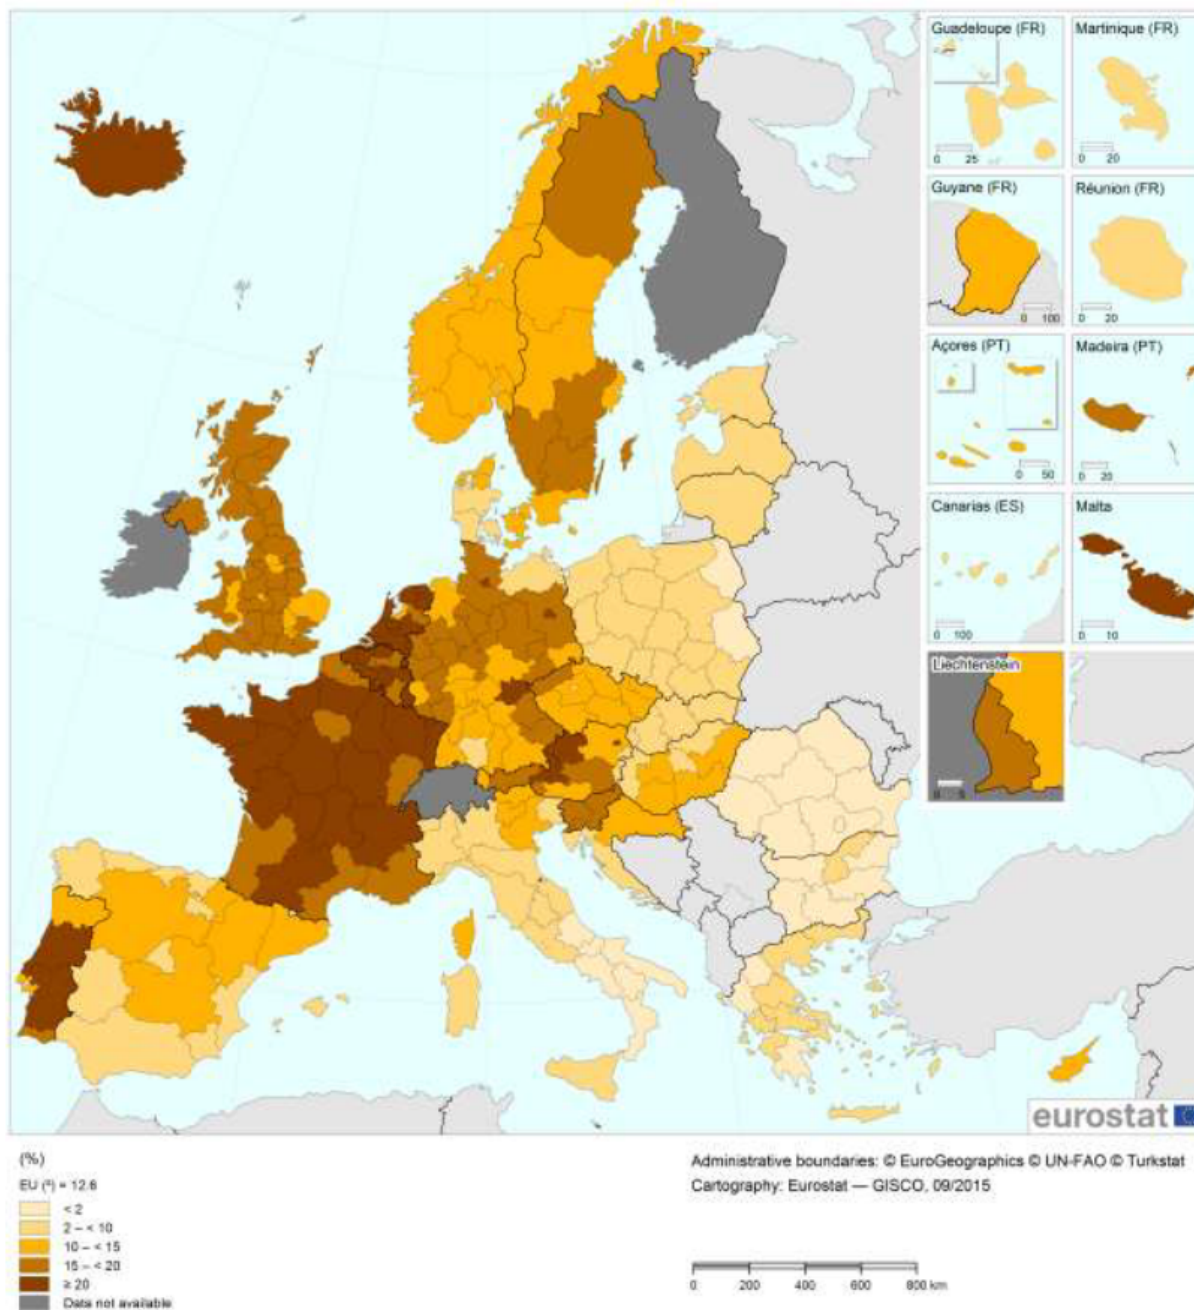 Guadeloupe (FR)
0 25
Martinique (FR)
0 20
Guyane (FR)
0 100
Réunion (FR)
0 20
Açores (PT)
0 50
Madeira (PT)
0 20
Canarias (ES)
0 100
Malta
0 10
Liechtenstein
eurostat
(%)
EU (²) = 12.6
< 2
2 – < 10
10 – < 15
15 – < 20
≥ 20
Data not available
Administrative boundaries: © EuroGeographics © UN-FAO © Turkstat
Cartography: Eurostat — GISCO, 09/2015
0 200 400 600 800 km